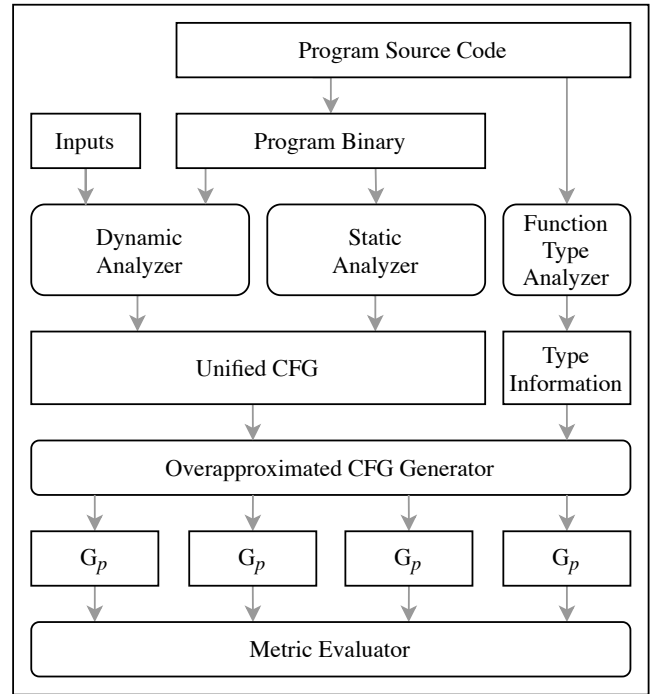 Program Source Code
Inputs
Program Binary
Dynamic
Analyzer
Static
Analyzer
Function
Type
Analyzer
Unified CFG
Type
Information
Overapproximated CFG Generator
Gp
Gp
Gp
Gp
Metric Evaluator